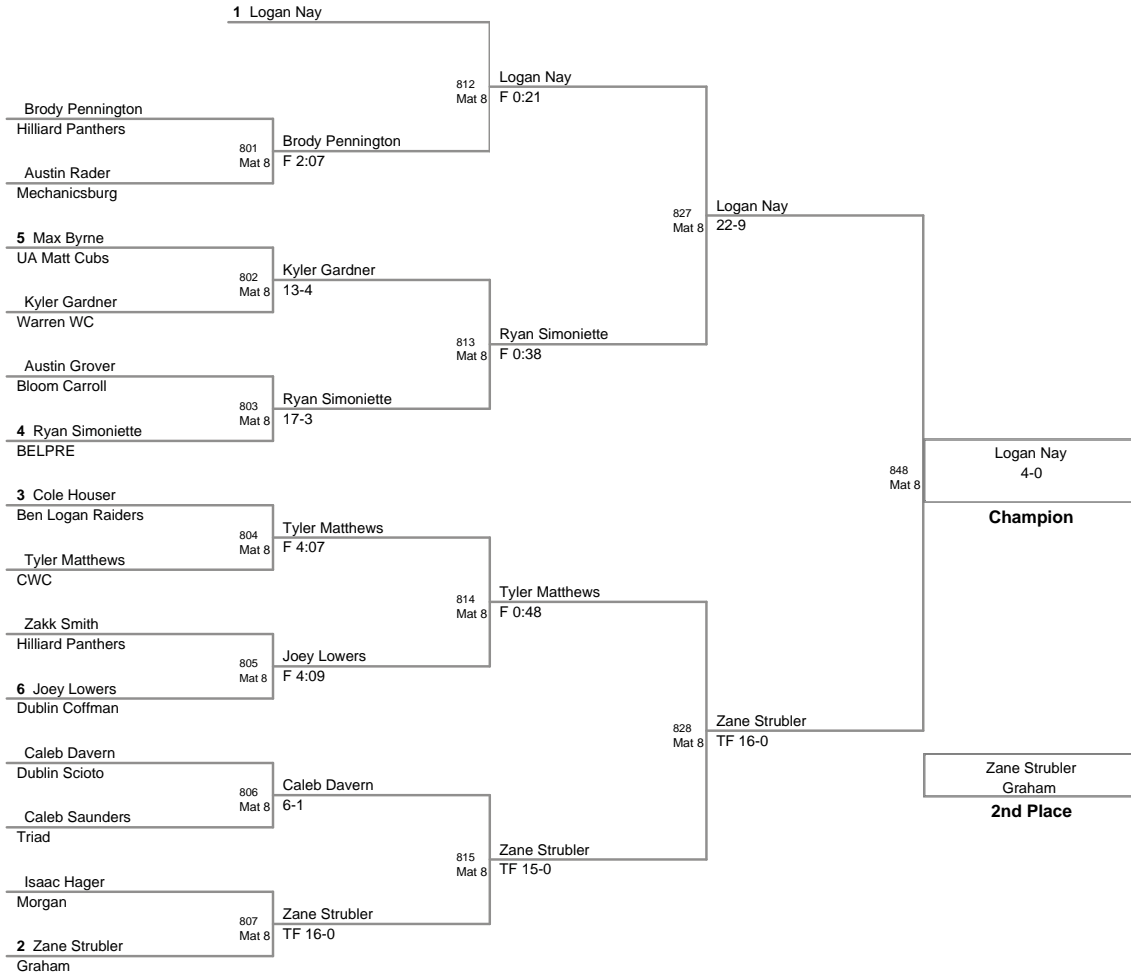 1 Logan Nay
Brody Pennington
Hilliard Panthers
801
Mat 8
Austin Rader
Mechanicsburg
5 Max Byrne
UA Matt Cubs
802
Mat 8
Kyler Gardner
Warren WC
Austin Grover
Bloom Carroll
803
Mat 8
4 Ryan Simoniette
BELPRE
3 Cole Houser
Ben Logan Raiders
804
Mat 8
Tyler Matthews
CWC
Zakk Smith
Hilliard Panthers
805
Mat 8
6 Joey Lowers
Dublin Coffman
Caleb Davern
Dublin Scioto
806
Mat 8
Caleb Saunders
Triad
Isaac Hager
Morgan
807
Mat 8
2 Zane Strubler
Graham
Brody Pennington
F 2:07
812
Mat 8
Kyler Gardner
13-4
813
Mat 8
Ryan Simoniette
17-3
Tyler Matthews
F 4:07
814
Mat 8
Joey Lowers
F 4:09
Caleb Davern
6-1
815
Mat 8
Zane Strubler
TF 16-0
Logan Nay
F 0:21
827
Mat 8
Ryan Simoniette
F 0:38
Tyler Matthews
F 0:48
828
Mat 8
Zane Strubler
TF 15-0
Logan Nay
22-9
848
Mat 8
Zane Strubler
TF 16-0
Logan Nay
4-0
Champion
Zane Strubler
Graham
2nd Place